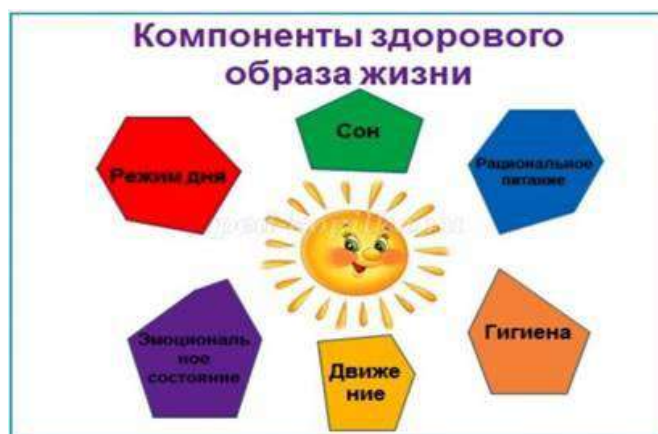 Компоненты здорового
образа жизни
Сон
Режим дня
Рациональное
питание
Эмоциональ
ное
состояние
Движе
ние
Гигиена